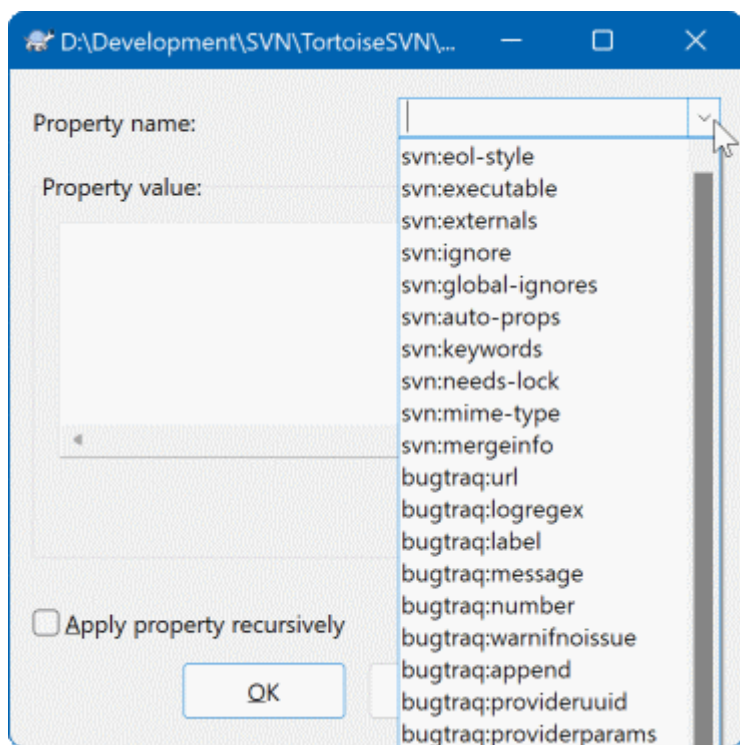 D:\Development\SVN\TortoiseSVN\...
Property name:
svn:eol-style
svn:executable
svn:externals
svn:ignore
svn:global-ignores
svn:auto-props
svn:keywords
svn:needs-lock
svn:mime-type
svn:mergeinfo
bugtraq:url
bugtraq:logregex
bugtraq:label
bugtraq:message
bugtraq:number
bugtraq:warnifnoissue
bugtraq:append
bugtraq:provideruuid
bugtraq:providerparams
Property value:
Apply property recursively
OK